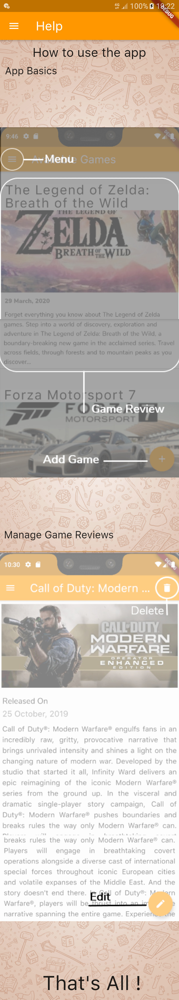 4G 100% 19:22
DEBUG
Help
How to use the app
App Basics
9:46
DEBUG
Menu
Available Games
The Legend of Zelda:
Breath of the Wild
THE LEGEND OF
ZELDA
BREATH OF THE WILD
29 March, 2020
Forget everything you know about The Legend of Zelda
games. Step into a world of discovery, exploration and
adventure in The Legend of Zelda: Breath of the Wild, a
boundary-breaking new game in the acclaimed series. Travel
across fields, through forests and to mountain peaks as you
discover...
Forza Motorsport 7
Game Review
MOTORSPORT 7
Add Game
Manage Game Reviews
10:30
DEBUG
Call of Duty: Modern ...
Delete
CALL OF DUTY
MODERN
WARFARE
OPERATOR
ENHANCED
EDITION
Released On
25 October, 2019
Call of Duty®: Modern Warfare® engulfs fans in an
incredibly raw, gritty, provocative narrative that
brings unrivaled intensity and shines a light on the
changing nature of modern war. Developed by the
studio that started it all, Infinity Ward delivers an
epic reimagining of the iconic Modern Warfare®
series from the ground up. In the visceral and
dramatic single-player story campaign, Call of
Duty®: Modern Warfare® pushes boundaries and
breaks rules the way only Modern Warfare® can.
breaks rules the way only Modern Warfare® can.
Players will engage in breathtaking covert
operations alongside a diverse cast of international
special forces throughout iconic European cities
and volatile expanses of the Middle East. And the
story doesn't end there. In Call of Duty®: Modern
Edit
Warfare®, players will be thrust into an
narrative spanning the entire game. Experience the
That's All !